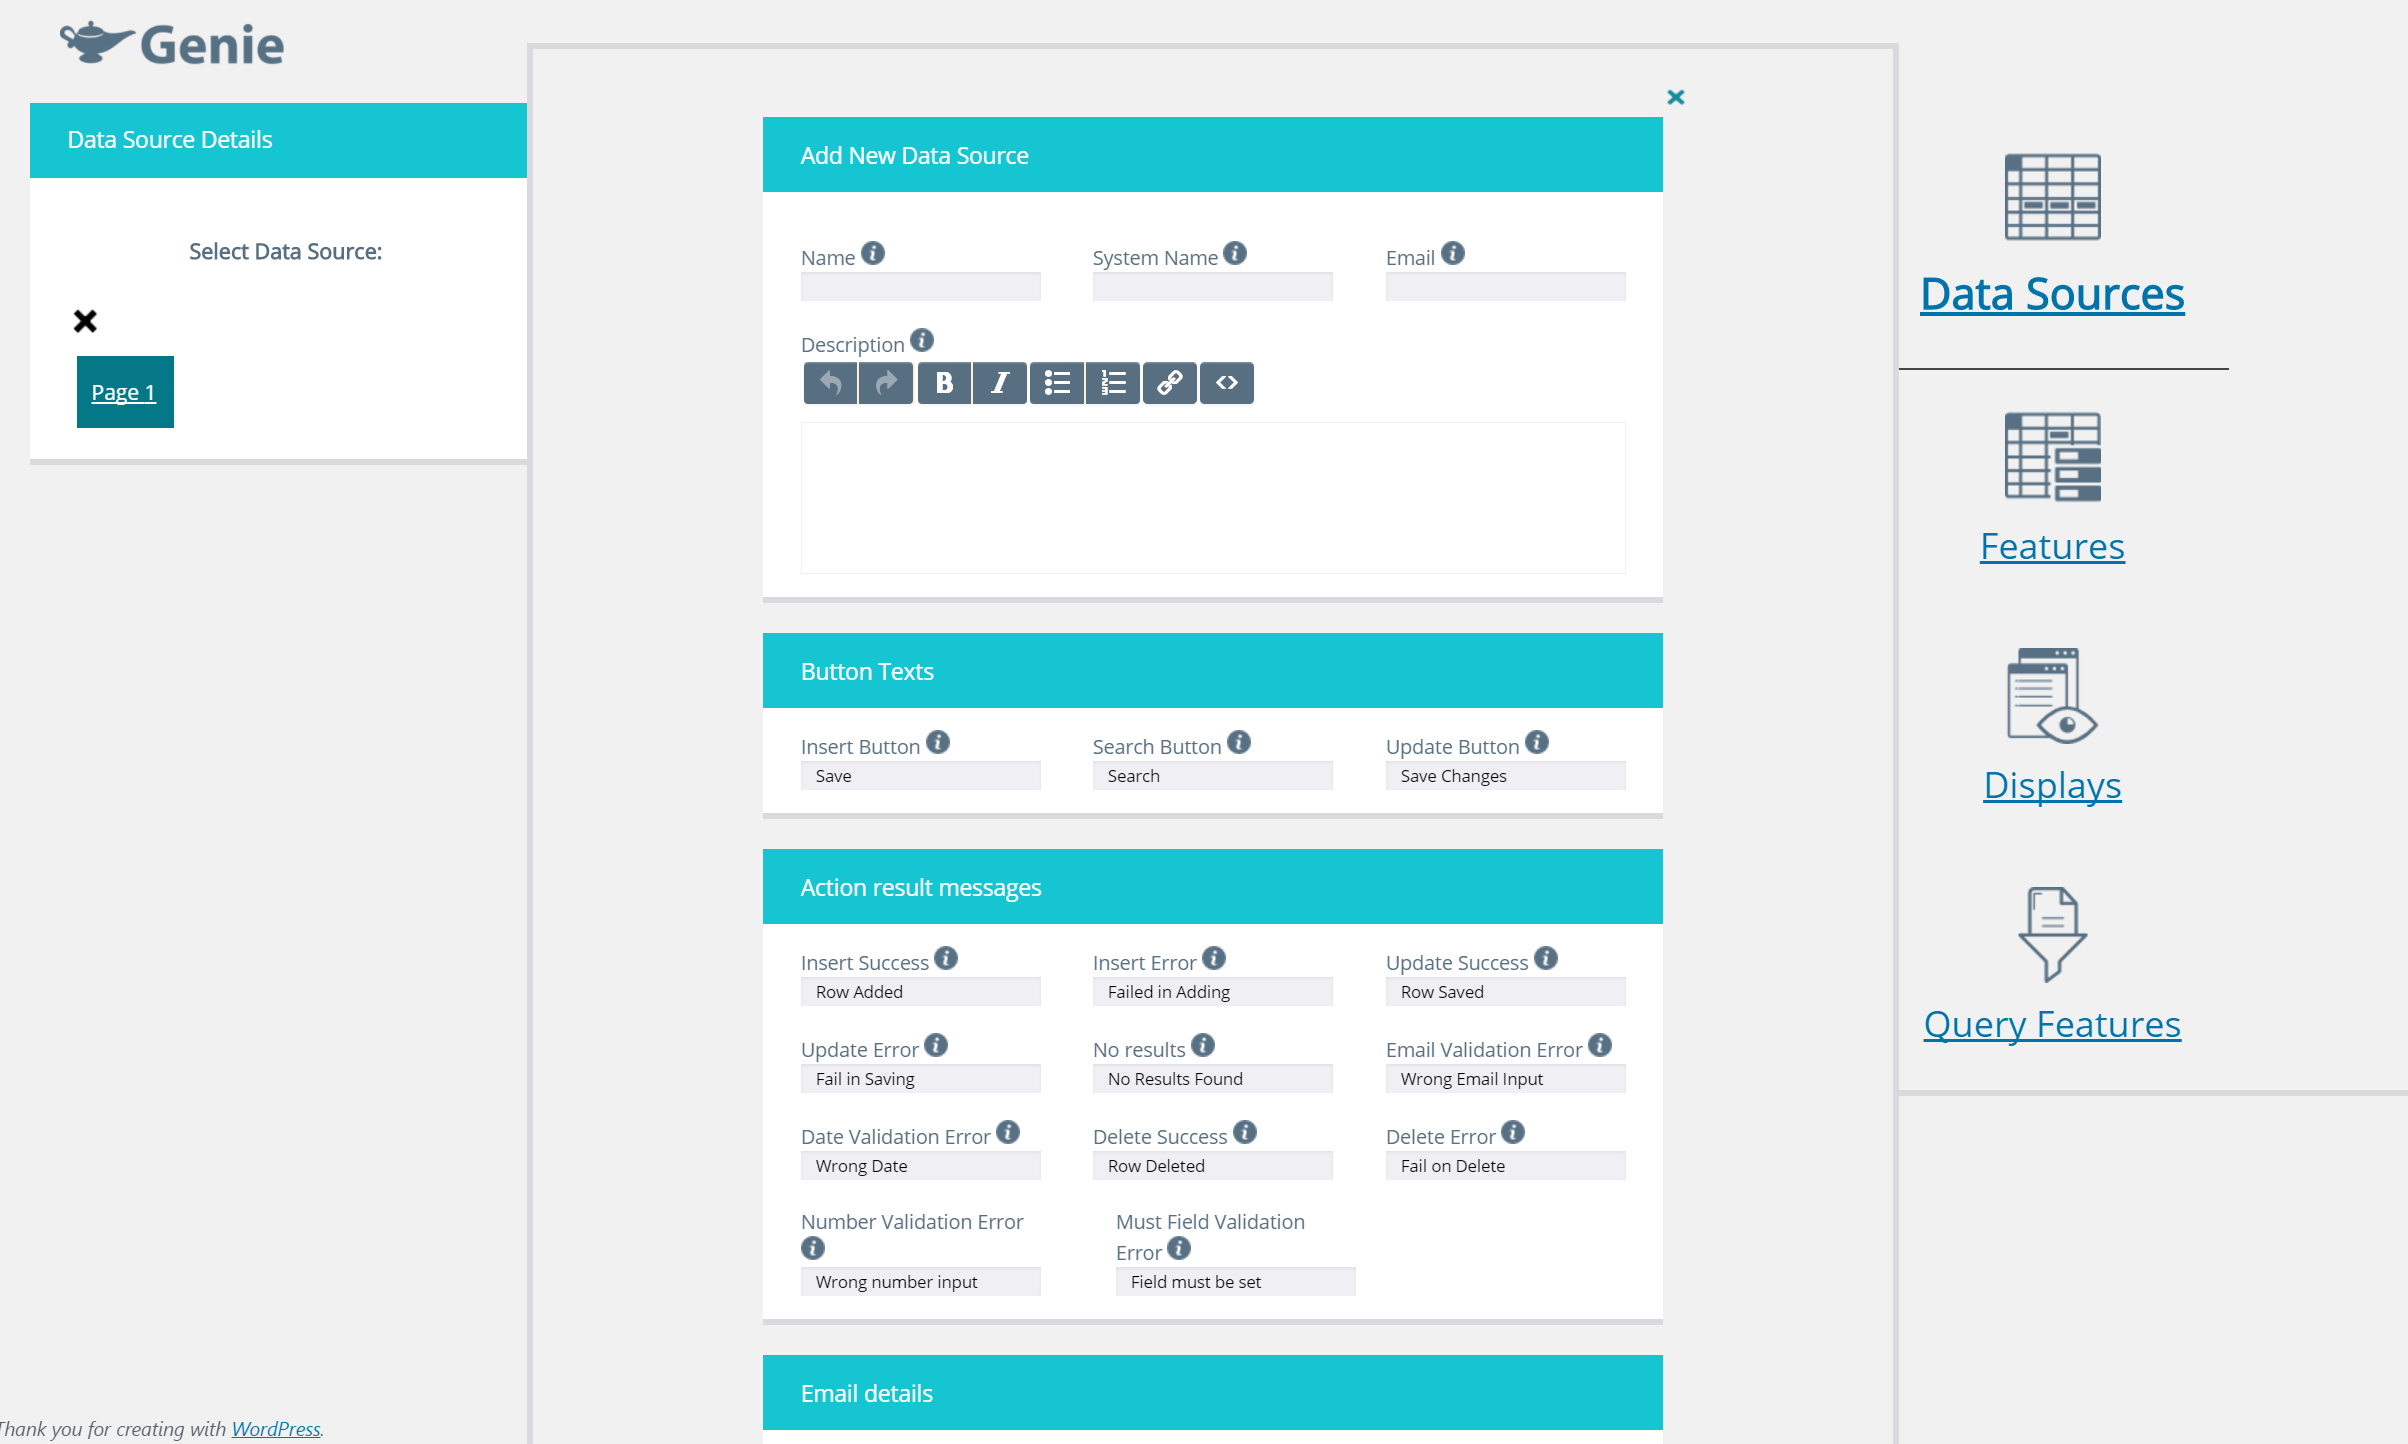 Genie
Data Source Details
Select Data Source:
Page 1
Thank you for creating with WordPress.
Add New Data Source
Name
System Name
Email
Description
Button Texts
Insert Button
Search Button
Update Button
Save
Search
Save Changes
Action result messages
Insert Success
Insert Error
Update Success
Row Added
Failed in Adding
Row Saved
Update Error
No results
Email Validation Error
Fail in Saving
No Results Found
Wrong Email Input
Date Validation Error
Delete Success
Delete Error
Wrong Date
Row Deleted
Fail on Delete
Number Validation Error
Must Field Validation
Error
Wrong number input
Field must be set
Email details
Data Sources
Features
Displays
Query Features